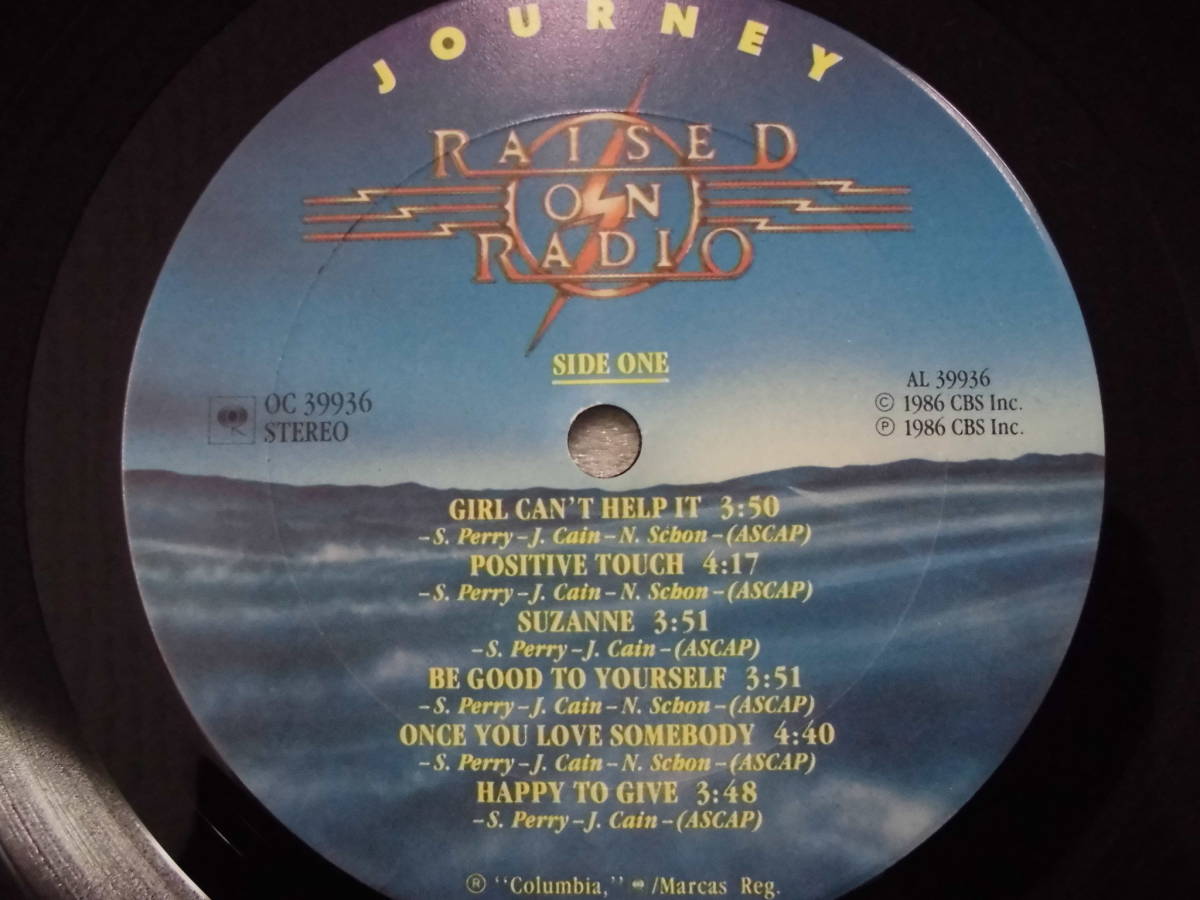 JOURNEY
RAISED
ON
RADIO
SIDE ONE
OC 39936
STEREO
AL 39936
© 1986 CBS Inc.
℗ 1986 CBS Inc.
GIRL CAN'T HELP IT 3:50
-S. Perry-J. Cain-N. Schon-(ASCAP)
POSITIVE TOUCH 4:17
-S. Perry-J. Cain-N. Schon-(ASCAP)
SUZANNE 3:51
-S. Perry-J. Cain-(ASCAP)
BE GOOD TO YOURSELF 3:51
-S. Perry-J. Cain-N. Schon-(ASCAP)
ONCE YOU LOVE SOMEBODY 4:40
-S. Perry-J. Cain-N. Schon-(ASCAP)
HAPPY TO GIVE 3:48
-S. Perry-J. Cain-(ASCAP)
® "Columbia," /Marcas Reg.